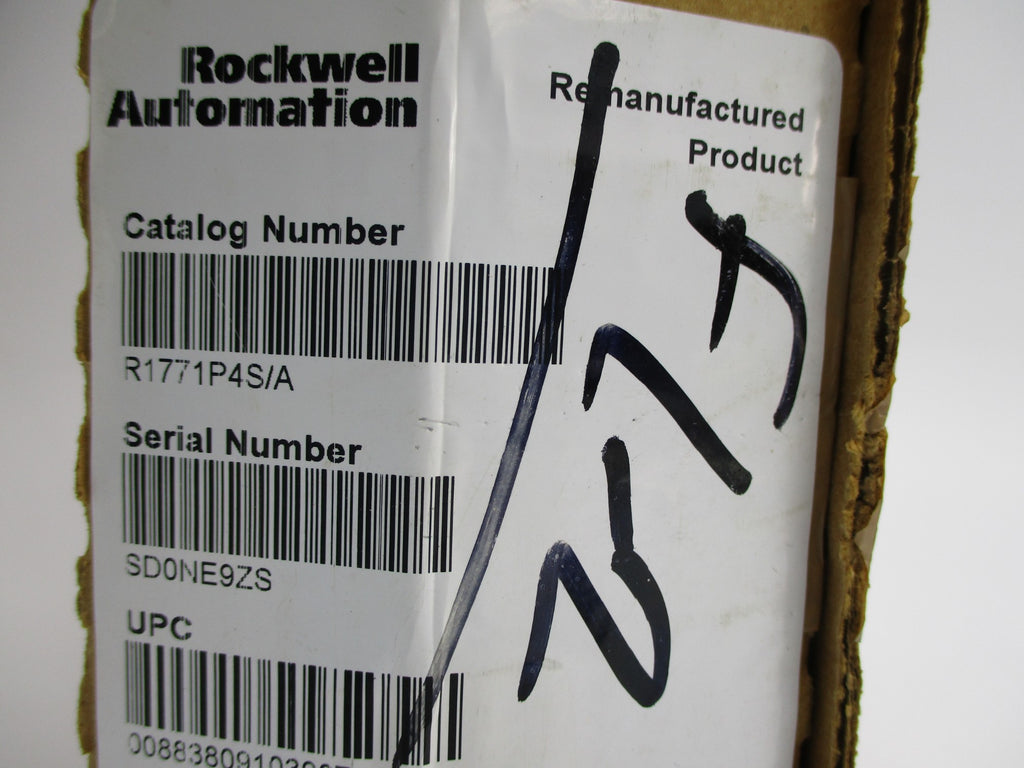 Rockwell
Automation
Remanufactured
Product
Catalog Number
R1771P4S/A
Serial Number
SD0NE9ZS
UPC